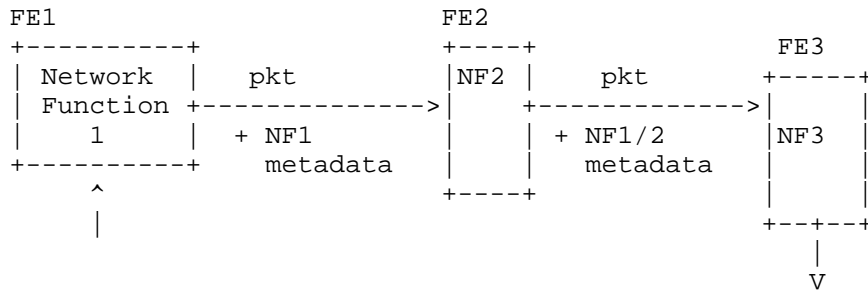 FE1                        FE2
+----------+               +----+               FE3
| Network  |   pkt         |NF2 |   pkt        +-----+
| Function +-------------->|    +------------->|     |
|    1     |  + NF1        |    | + NF1/2      |NF3  |
+----------+    metadata   |    |   metadata   |     |
     ^                     +----+              |     |
     |                                         +--+--+
                                                  |
                                                  V